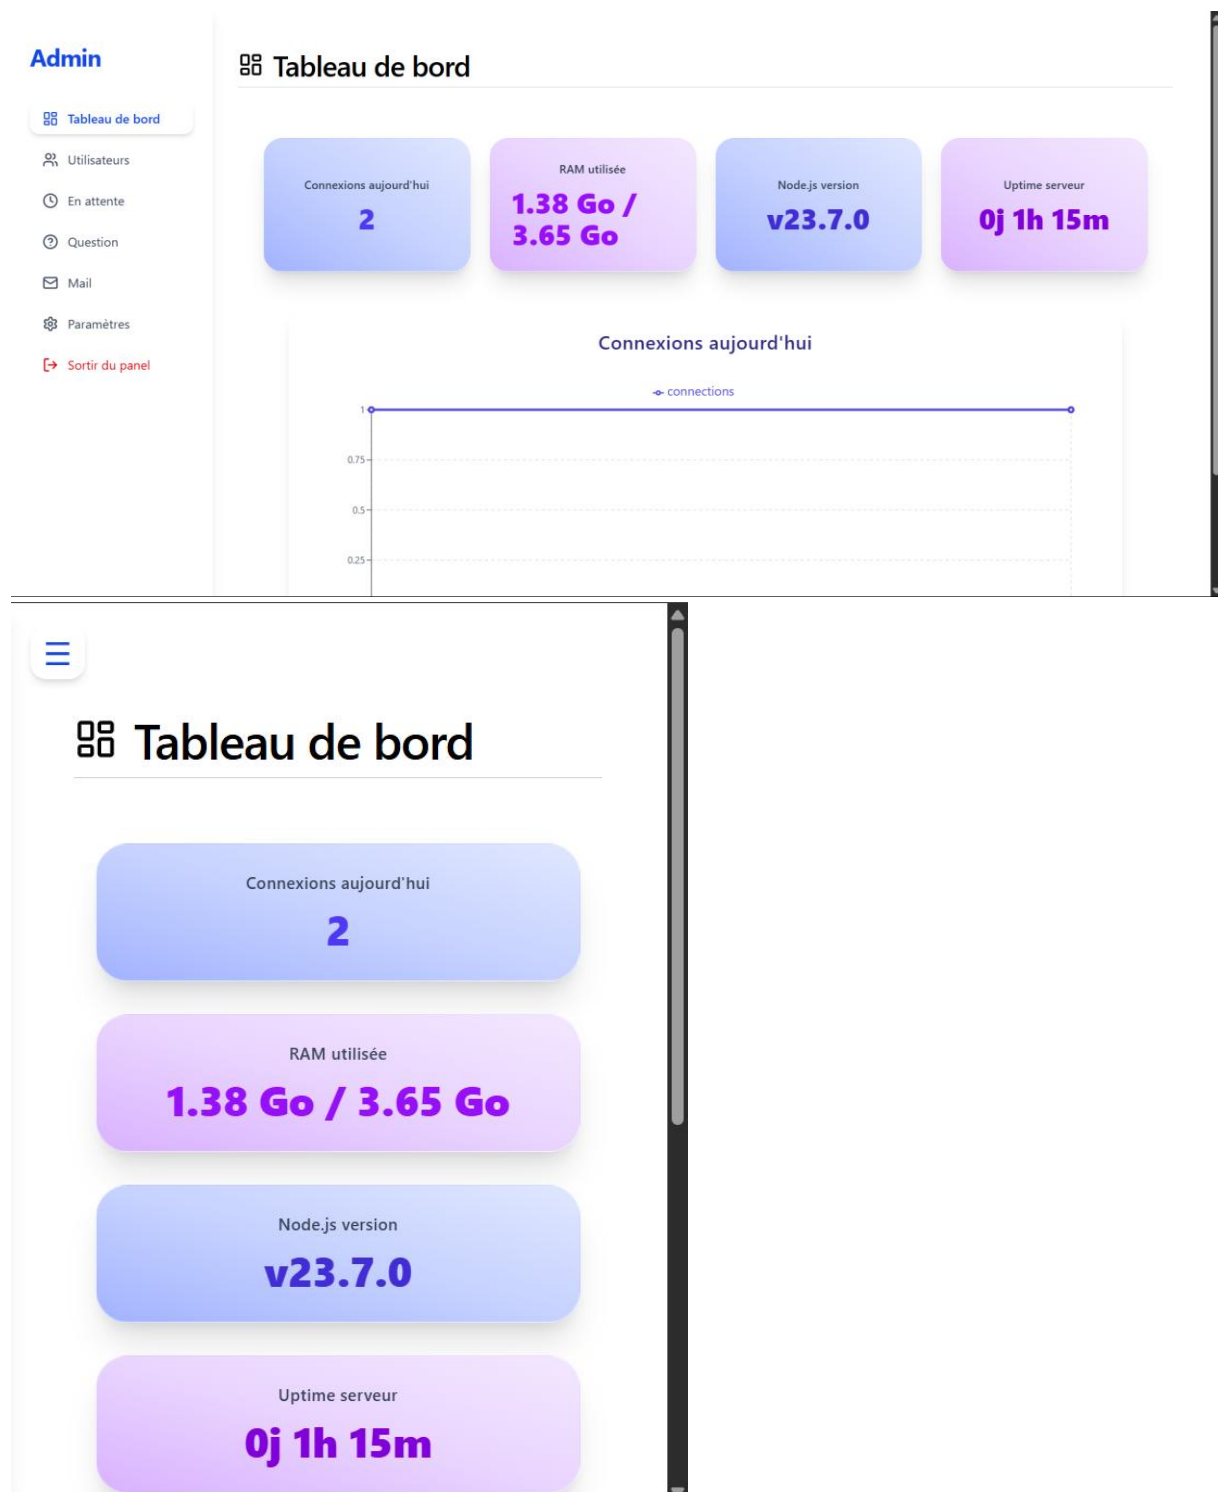 Admin
Tableau de bord
Utilisateurs
En attente
Question
Mail
Paramètres
Sortir du panel
Tableau de bord
Connexions aujourd'hui
2
RAM utilisée
1.38 Go /
3.65 Go
Node.js version
v23.7.0
Uptime serveur
0j 1h 15m
Connexions aujourd'hui
connections
1
0.75
0.5
0.25
Tableau de bord
Connexions aujourd'hui
2
RAM utilisée
1.38 Go / 3.65 Go
Node.js version
v23.7.0
Uptime serveur
0j 1h 15m